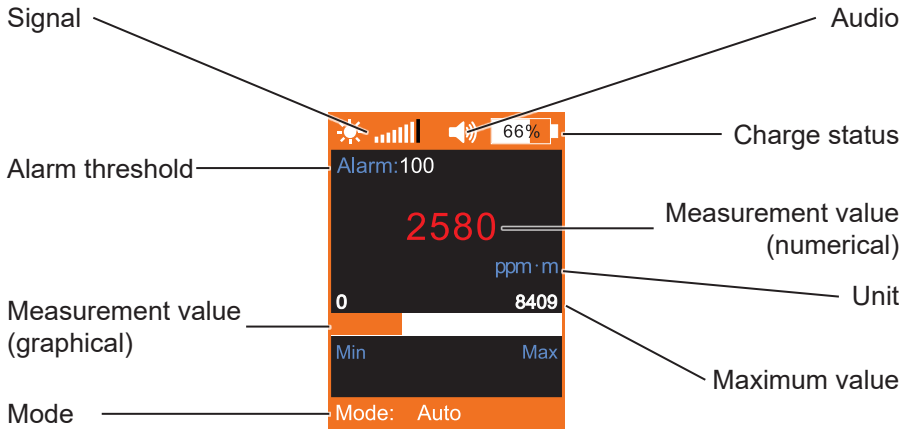 Signal
Audio
66%
Charge status
Alarm threshold
Alarm:100
2580
Measurement value
(numerical)
ppm·m
Unit
0 8409
Measurement value
(graphical)
Min Max
Maximum value
Mode
Mode: Auto